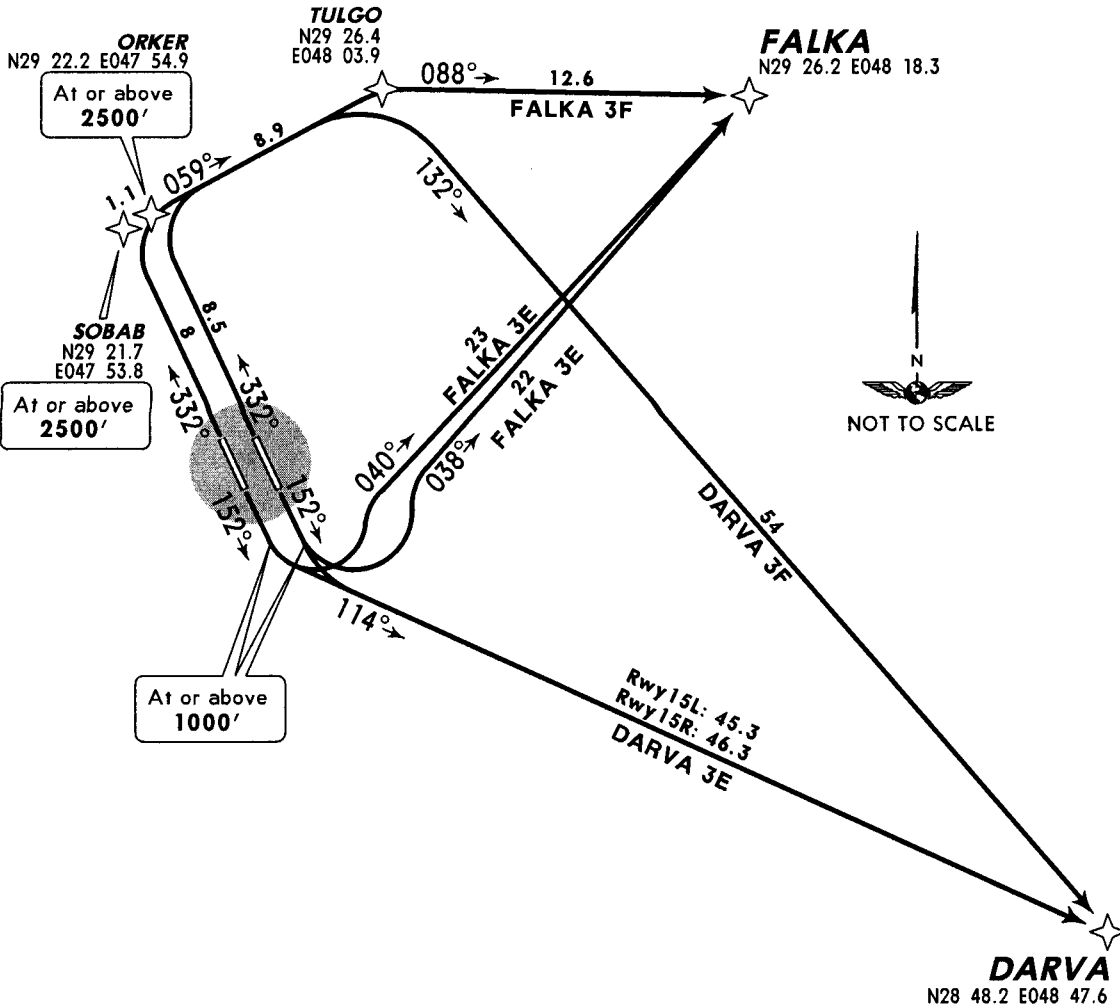 TULGO
N29 26.4
E048 03.9
ORKER
N29 22.2 E047 54.9
At or above
2500'
FALKA
N29 26.2 E048 18.3
088°
12.6
FALKA 3F
8.9
059°
1.1
132°
SOBAB
N29 21.7
E047 53.8
At or above
2500'
8
8.5
332°
332°
23
FALKA 3E
22
FALKA 3E
040°
038°
N
NOT TO SCALE
152°
152°
54
DARVA 3F
114°
At or above
1000'
Rwy 15L: 45.3
Rwy 15R: 46.3
DARVA 3E
DARVA
N28 48.2 E048 47.6